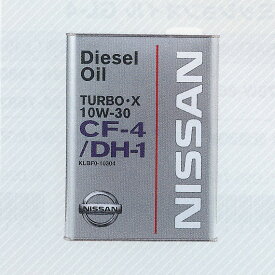 Diesel
Oil
TURBO・X
10W-30
CF-4
/DH-1
KLBF0-10304
NISSAN
NISSAN